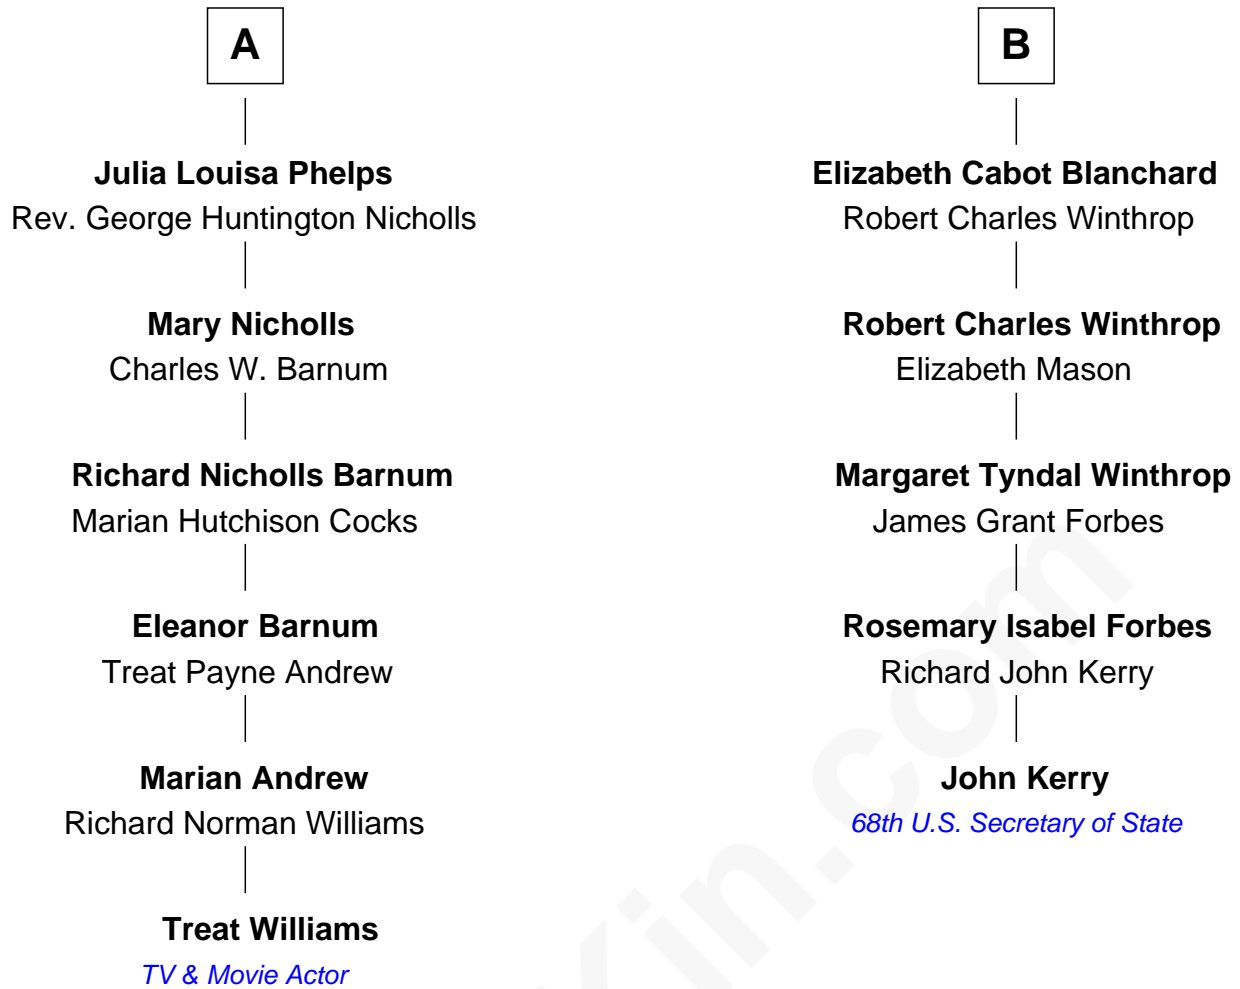 A
Julia Louisa Phelps
Rev. George Huntington Nicholls
Mary Nicholls
Charles W. Barnum
Richard Nicholls Barnum
Marian Hutchison Cocks
Eleanor Barnum
Treat Payne Andrew
Marian Andrew
Richard Norman Williams
Treat Williams
TV & Movie Actor
B
Elizabeth Cabot Blanchard
Robert Charles Winthrop
Robert Charles Winthrop
Elizabeth Mason
Margaret Tyndal Winthrop
James Grant Forbes
Rosemary Isabel Forbes
Richard John Kerry
John Kerry
68th U.S. Secretary of State
Kin.com